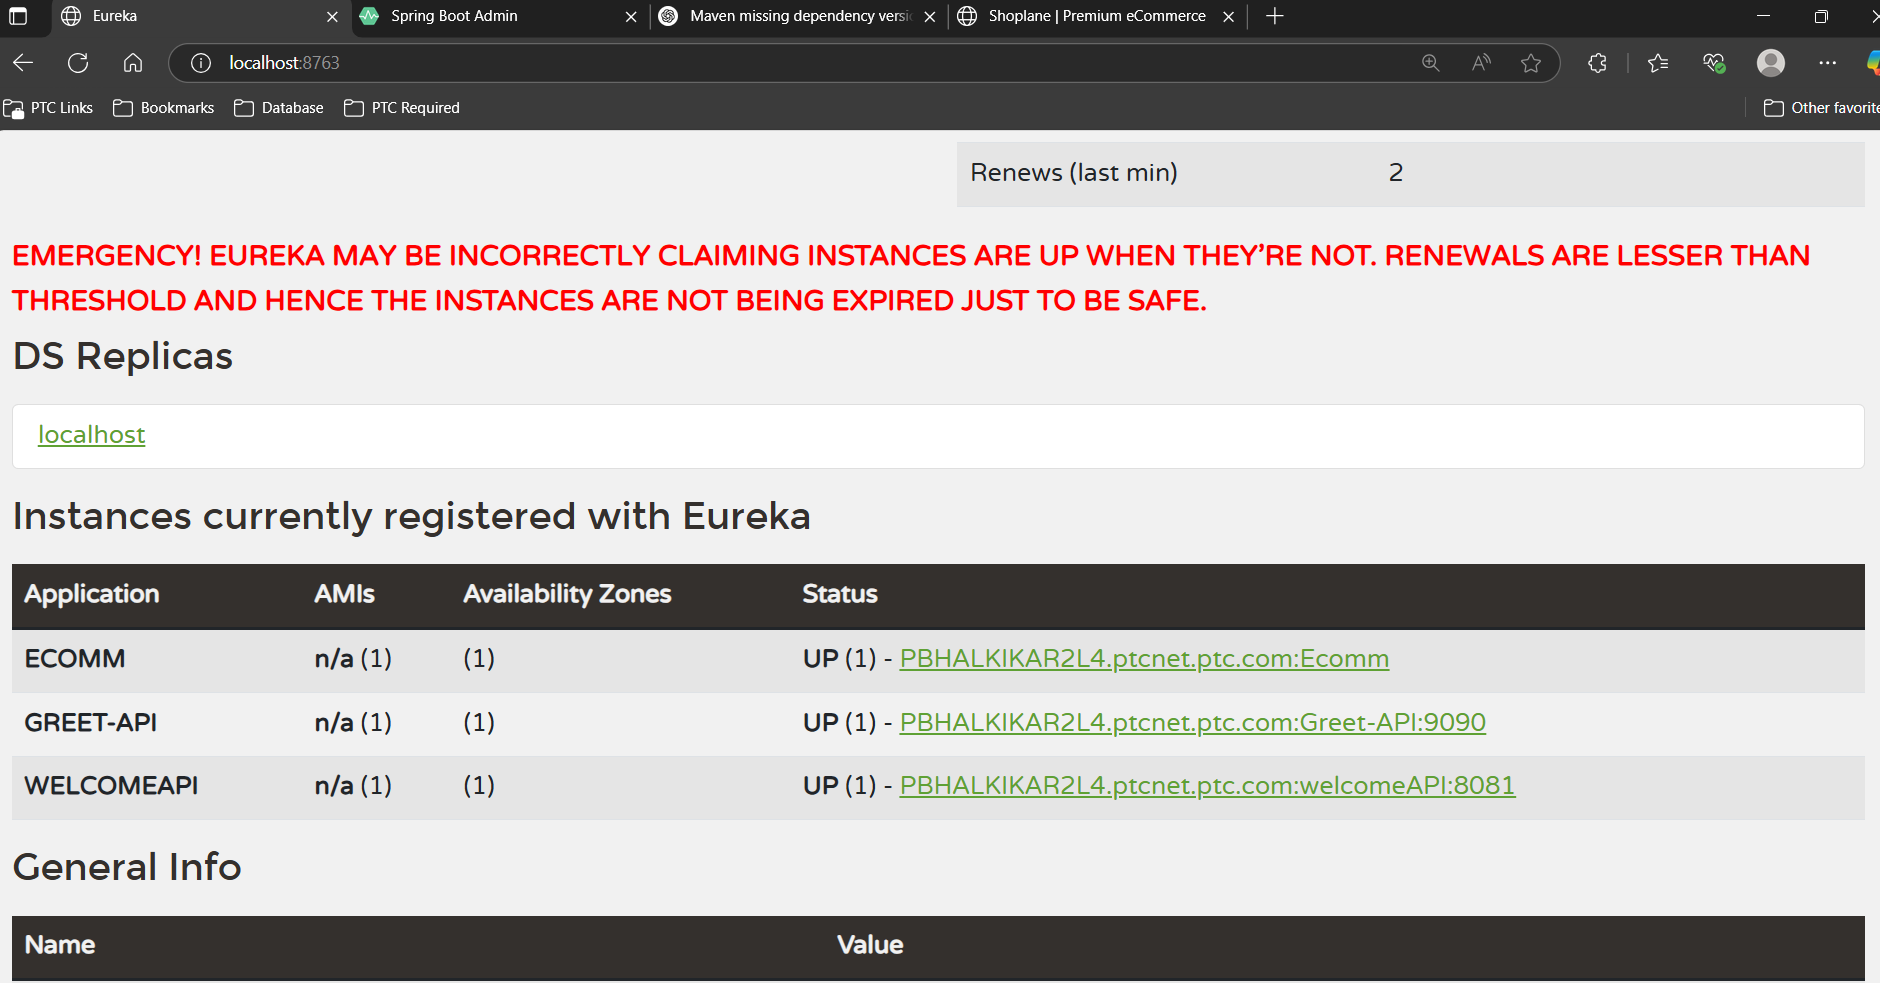 Eureka
Spring Boot Admin
Maven missing dependency versi
Shoplane | Premium eCommerce
localhost:8763
PTC Links
Bookmarks
Database
PTC Required
Other favorite
Renews (last min) 2
EMERGENCY! EUREKA MAY BE INCORRECTLY CLAIMING INSTANCES ARE UP WHEN THEY’RE NOT. RENEWALS ARE LESSER THAN
THRESHOLD AND HENCE THE INSTANCES ARE NOT BEING EXPIRED JUST TO BE SAFE.
DS Replicas
localhost
Instances currently registered with Eureka
Application AMIs Availability Zones Status
ECOMM n/a (1) (1) UP (1) - PBHALKIKAR2L4.ptcnet.ptc.com:Ecomm
GREET-API n/a (1) (1) UP (1) - PBHALKIKAR2L4.ptcnet.ptc.com:Greet-API:9090
WELCOMEAPI n/a (1) (1) UP (1) - PBHALKIKAR2L4.ptcnet.ptc.com:welcomeAPI:8081
General Info
Name Value